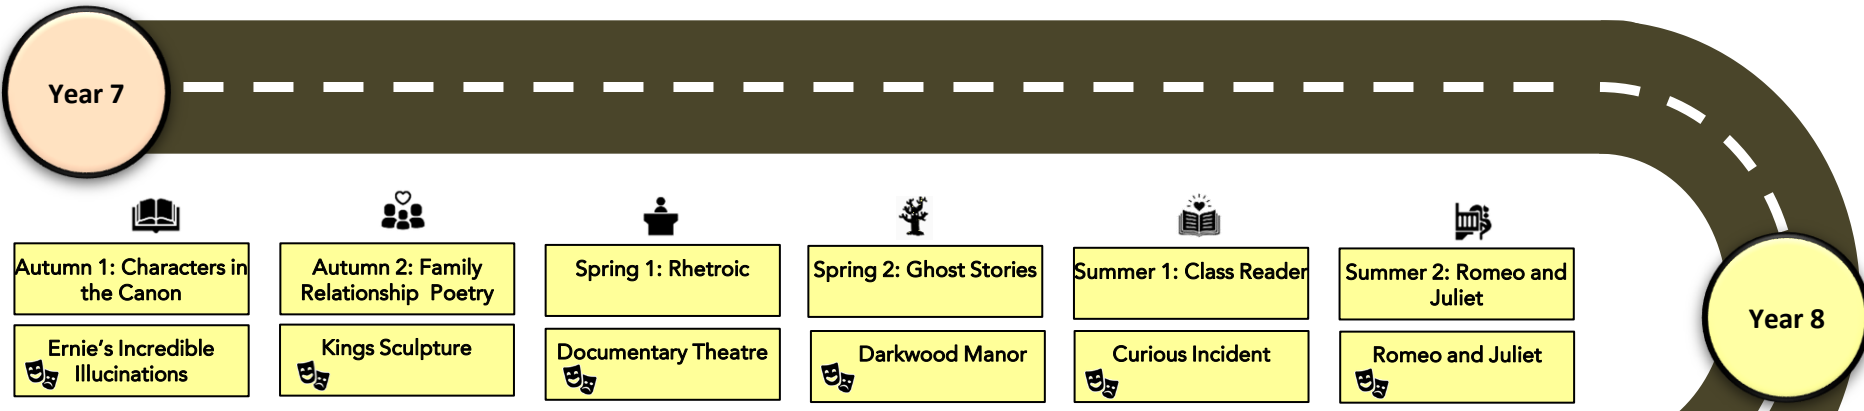 Year 7
Autumn 1: Characters in
the Canon
Autumn 2: Family
Relationship Poetry
Spring 1: Rhetroic
Spring 2: Ghost Stories
Summer 1: Class Reader
Summer 2: Romeo and
Juliet
Ernie's Incredible
Illucinations
Kings Sculpture
Documentary Theatre
Darkwood Manor
Curious Incident
Romeo and Juliet
Year 8